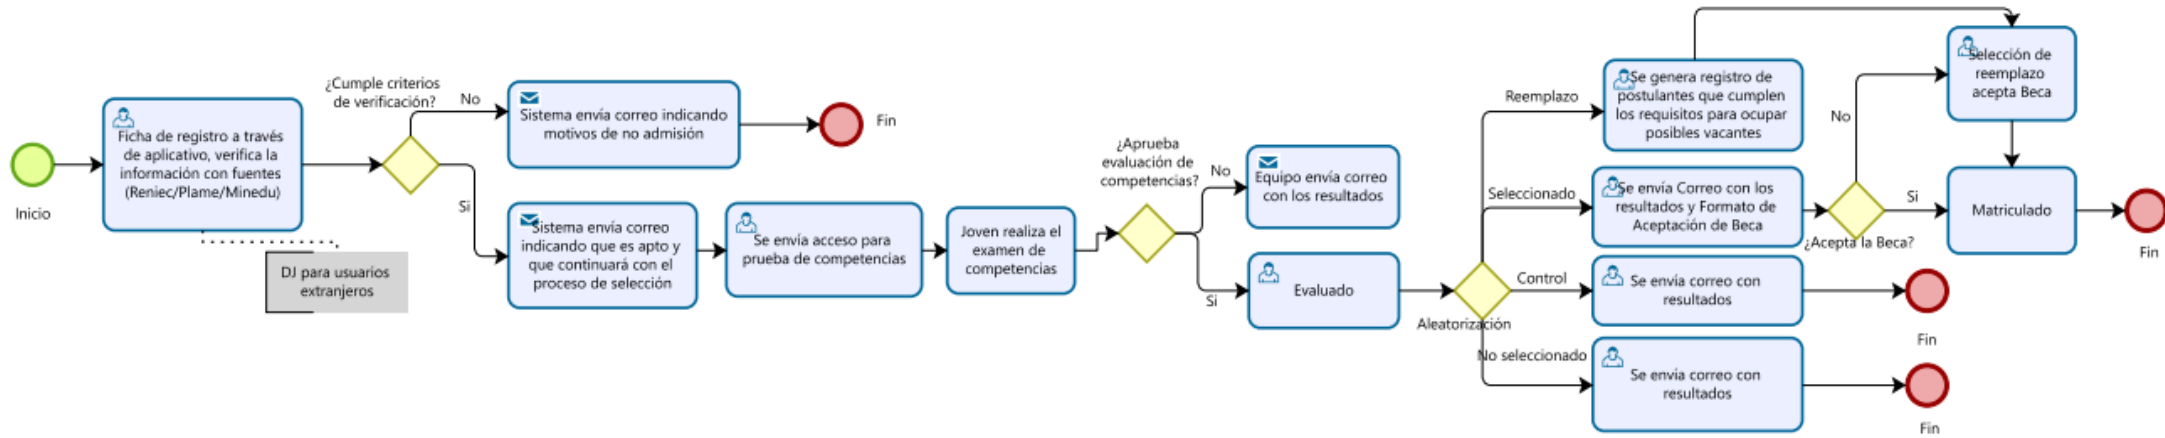 Inicio
Ficha de registro a través
de aplicativo, verifica la
información con fuentes
(Reniec/Plame/Minedu)
DJ para usuarios
extranjeros
¿Cumple criterios
de verificación?
No
Sistema envía correo indicando
motivos de no admisión
Fin
Si
Sistema envía correo
indicando que es apto y
que continuará con el
proceso de selección
Se envía acceso para
prueba de competencias
Joven realiza el
examen de
competencias
¿Aprueba
evaluación de
competencias?
No
Equipo envía correo
con los resultados
Si
Evaluado
Aleatorización
Reemplazo
Se genera registro de
postulantes que cumplen
los requisitos para ocupar
posibles vacantes
Seleccionado
Se envía Correo con los
resultados y Formato de
Aceptación de Beca
¿Acepta la Beca?
No
Selección de
reemplazo
acepta Beca
Si
Matriculado
Fin
Control
Se envía correo con
resultados
Fin
No seleccionado
Se envía correo con
resultados
Fin